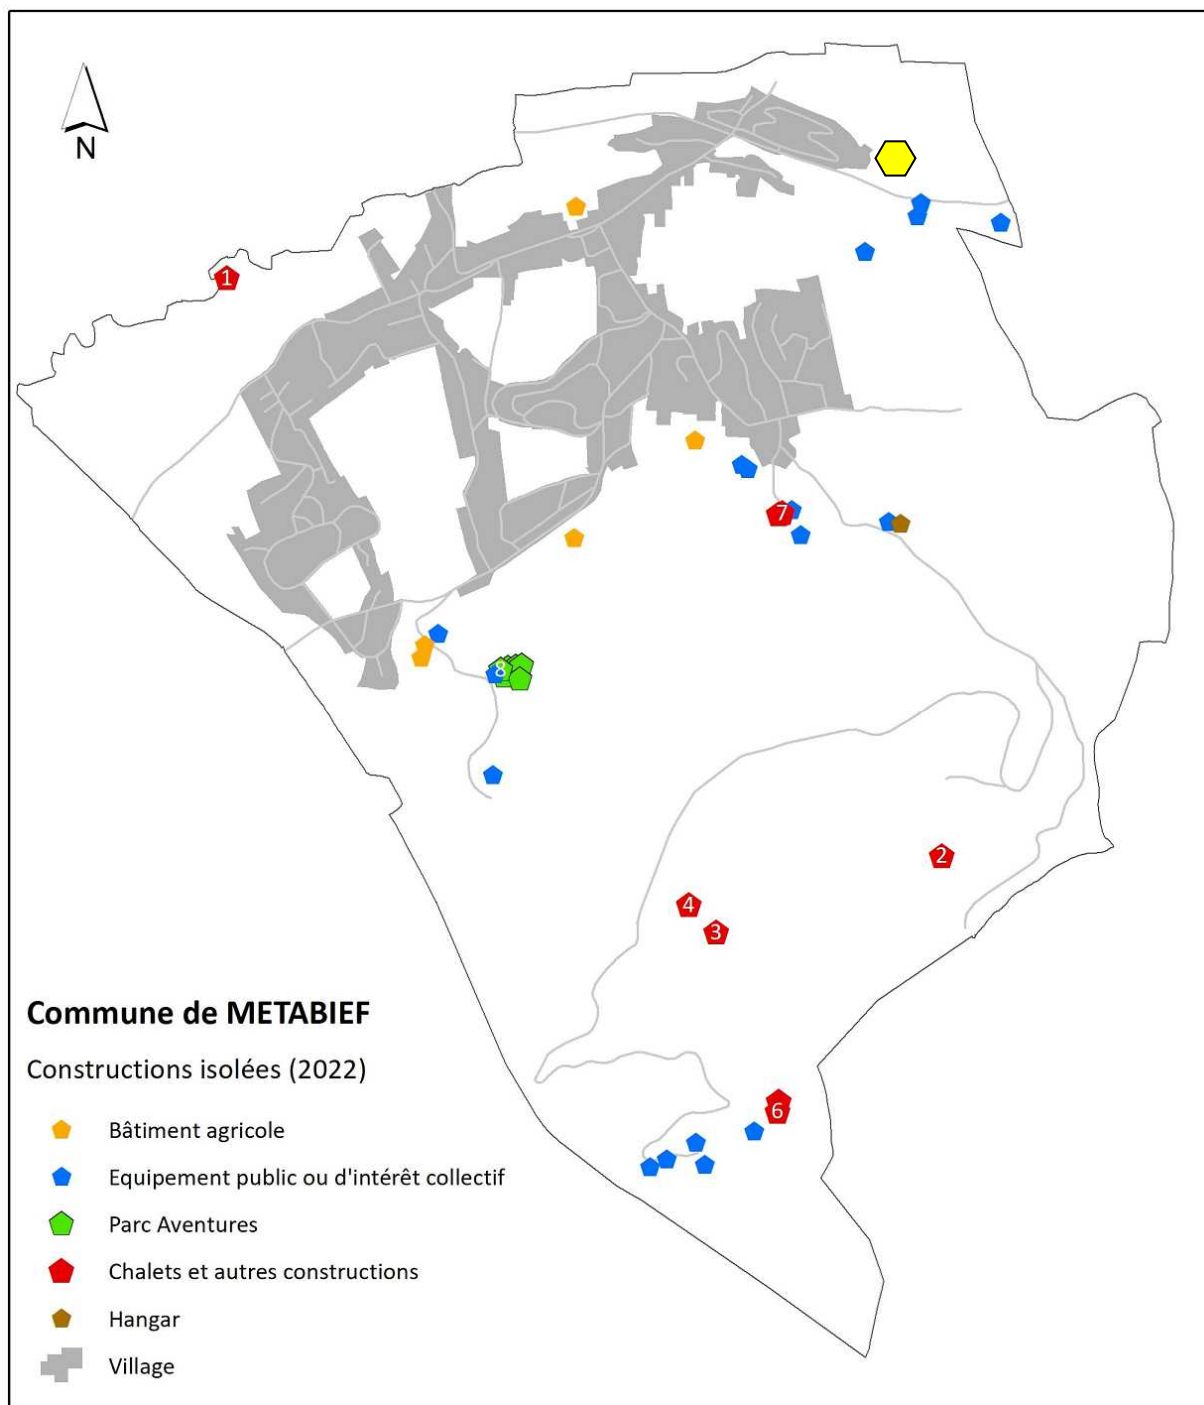 N
1
7
8
2
4
3
6
Commune de METABIEF
Constructions isolées (2022)
Bâtiment agricole
Equipement public ou d'intérêt collectif
Parc Aventures
Chalets et autres constructions
Hangar
Village